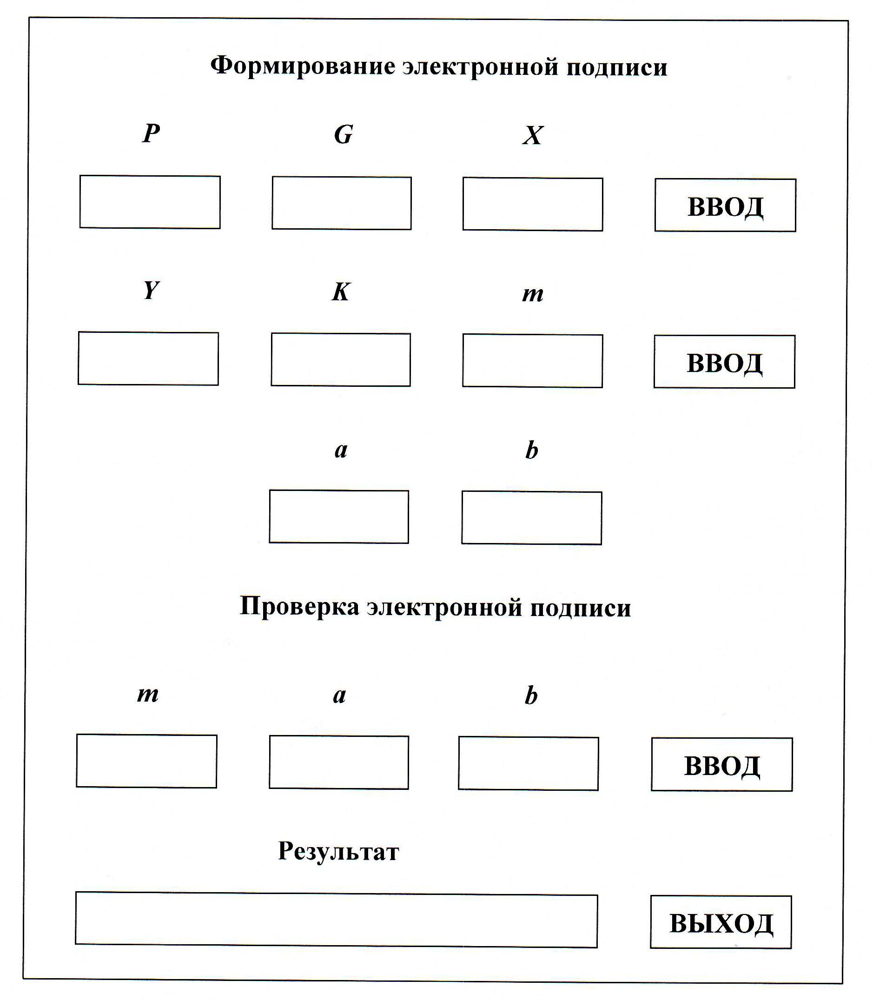 Формирование электронной подписи
P G X
ВВОД
Y K m
ВВОД
a b
Проверка электронной подписи
m a b
ВВОД
Результат
ВЫХОД